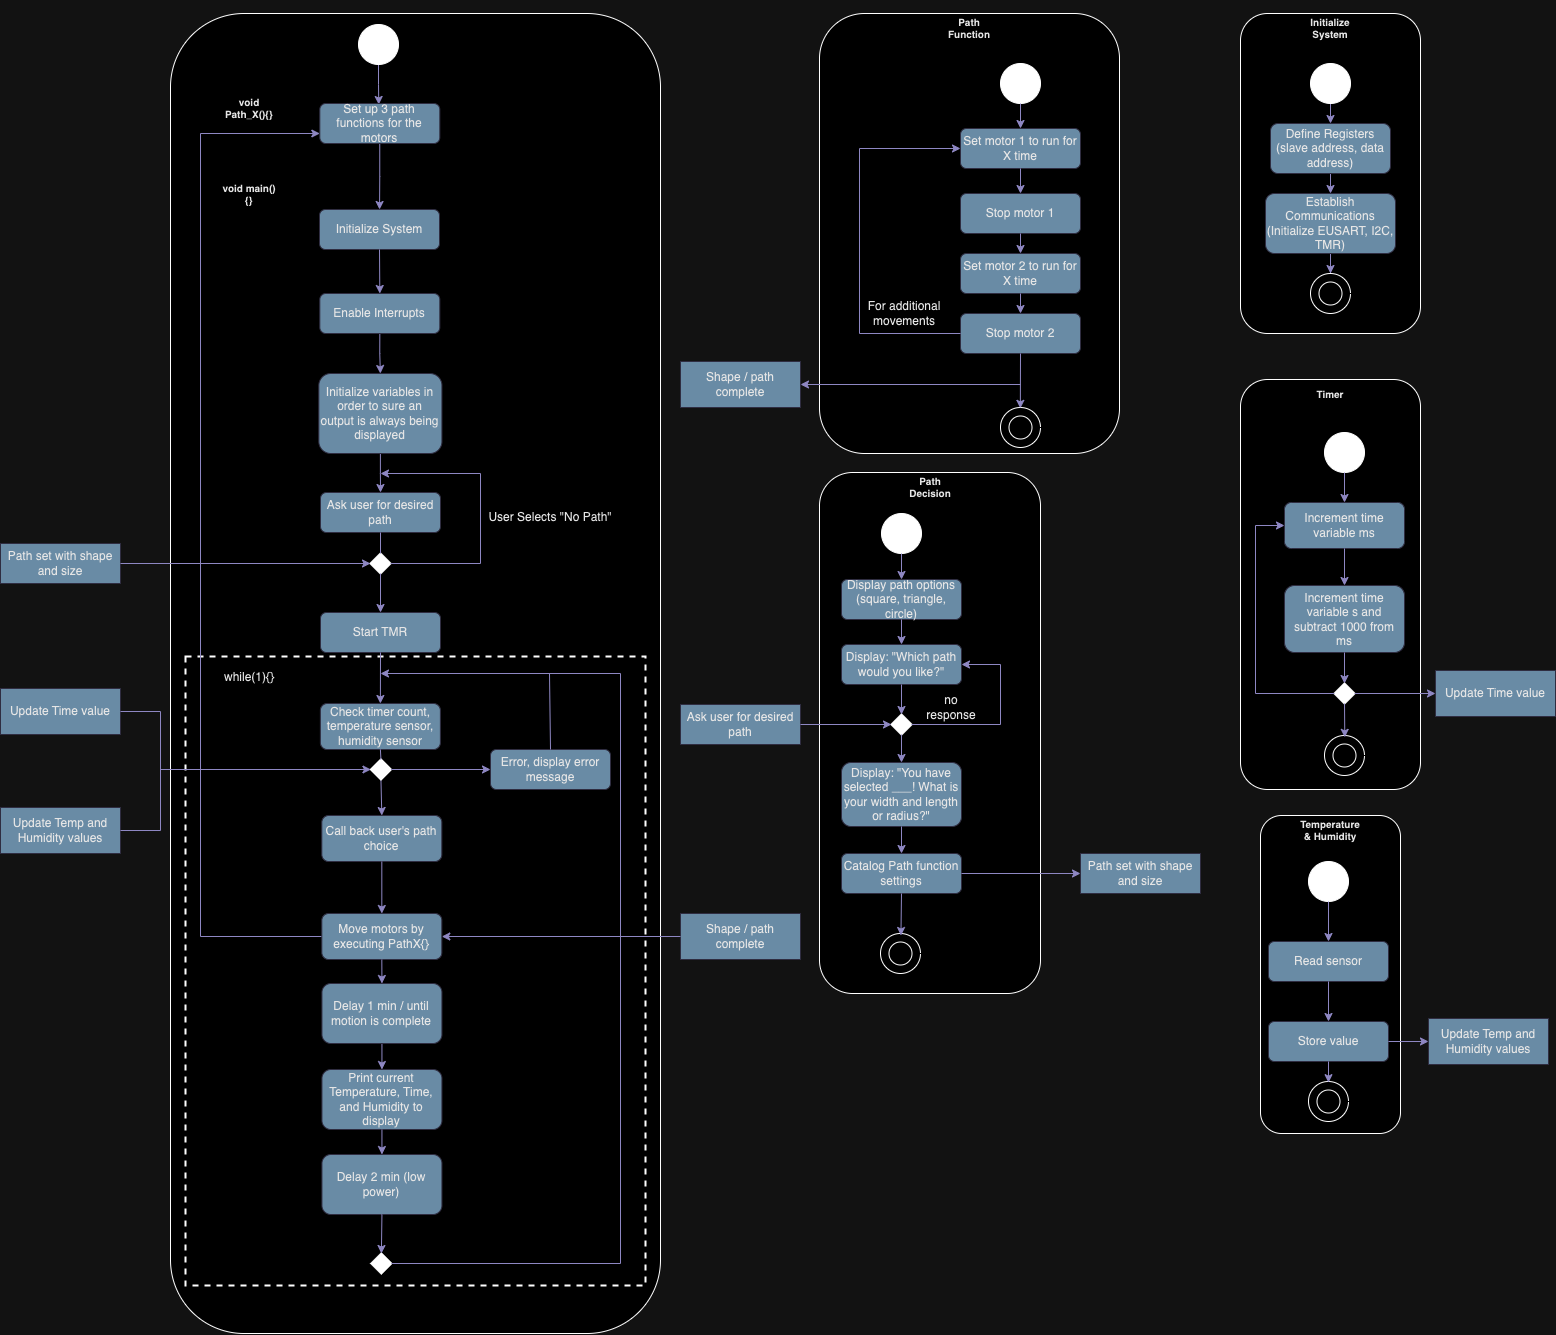 void
Path_X(){}
Set up 3 path
functions for the
motors
void main()
{}
Initialize System
Enable Interrupts
Initialize variables in
order to sure an
output is always being
displayed
Ask user for desired
path
User Selects "No Path"
Path set with shape
and size
Start TMR
while(1){}
Update Time value
Check timer count,
temperature sensor,
humidity sensor
Error, display error
message
Update Temp and
Humidity values
Call back user's path
choice
Move motors by
executing PathX{}
Shape / path
complete
Delay 1 min / until
motion is complete
Print current
Temperature, Time,
and Humidity to
display
Delay 2 min (low
power)
Path
Function
Set motor 1 to run for
X time
Stop motor 1
Set motor 2 to run for
X time
For additional
movements
Stop motor 2
Shape / path
complete
Path
Decision
Display path options
(square, triangle,
circle)
Display: "Which path
would you like?"
no
response
Ask user for desired
path
Display: "You have
selected ___! What is
your width and length
or radius?"
Catalog Path function
settings
Path set with shape
and size
Initialize
System
Define Registers
(slave address, data
address)
Establish
Communications
(Initialize EUSART, I2C,
TMR)
Timer
Increment time
variable ms
Increment time
variable s and
subtract 1000 from
ms
Update Time value
Temperature
& Humidity
Read sensor
Store value
Update Temp and
Humidity values